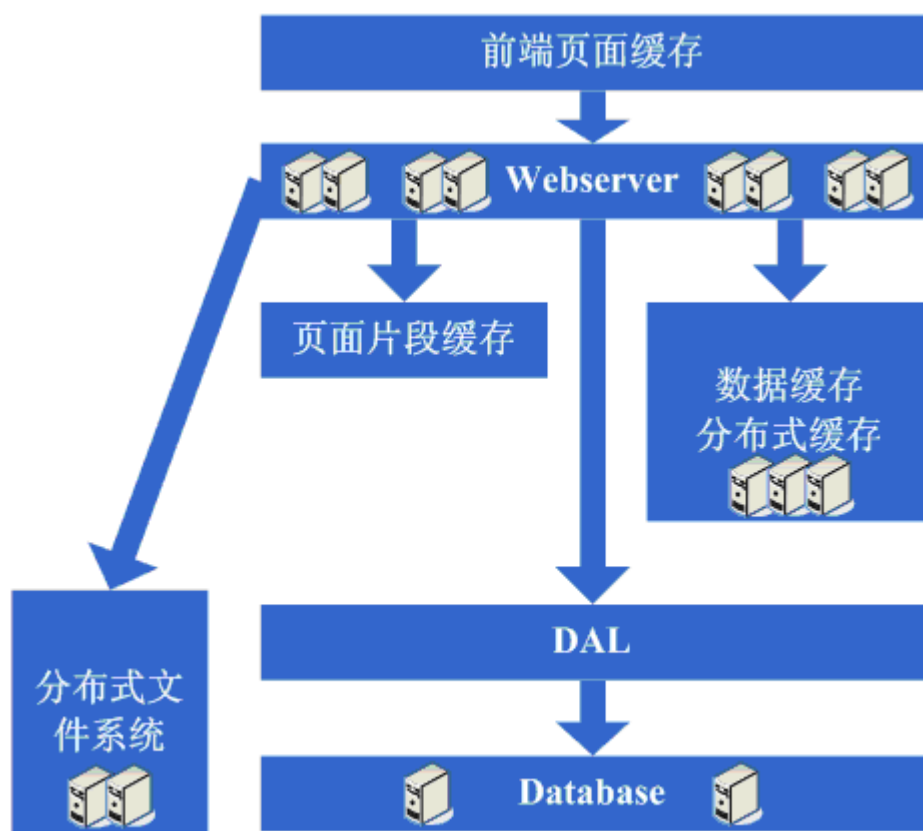 前端页面缓存
Webserver
页面片段缓存
数据缓存
分布式缓存
DAL
分布式文
件系统
Database